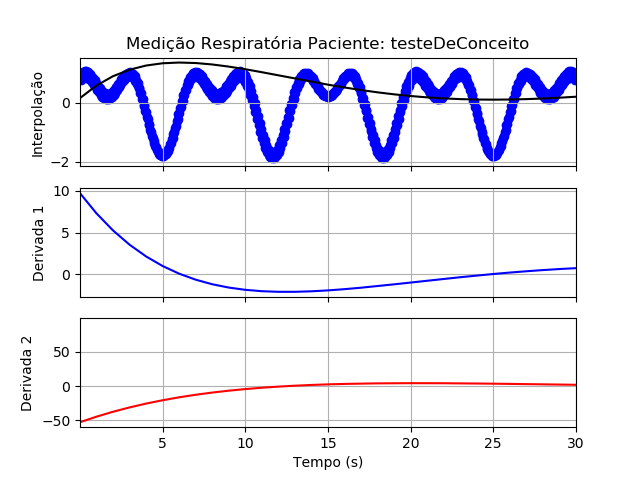 Medição Respiratória Paciente: testeDeConceito
Interpolação
0
−2
Derivada 1
10
5
0
Derivada 2
50
0
−50
5 10 15 20 25 30
Tempo (s)